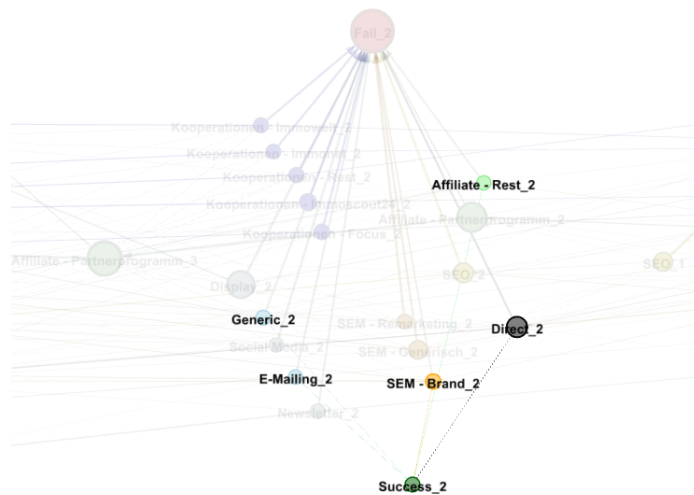 Fail_2
Kooperationen - Immowelt_2
Kooperationen - Immonet_2
Kooperationen - Rest_2
Affiliate - Rest_2
Kooperationen - Immoscout24_2
Affiliate - Partnerprogramm_2
Kooperationen - Focus_2
Affiliate - Partnerprogramm_3
SEO_2
SEO_1
Display_2
Generic_2
SEM - Remarketing_2
Direct_2
Social Media_2
SEM - Generisch_2
E-Mailing_2
SEM - Brand_2
Newsletter_2
Success_2